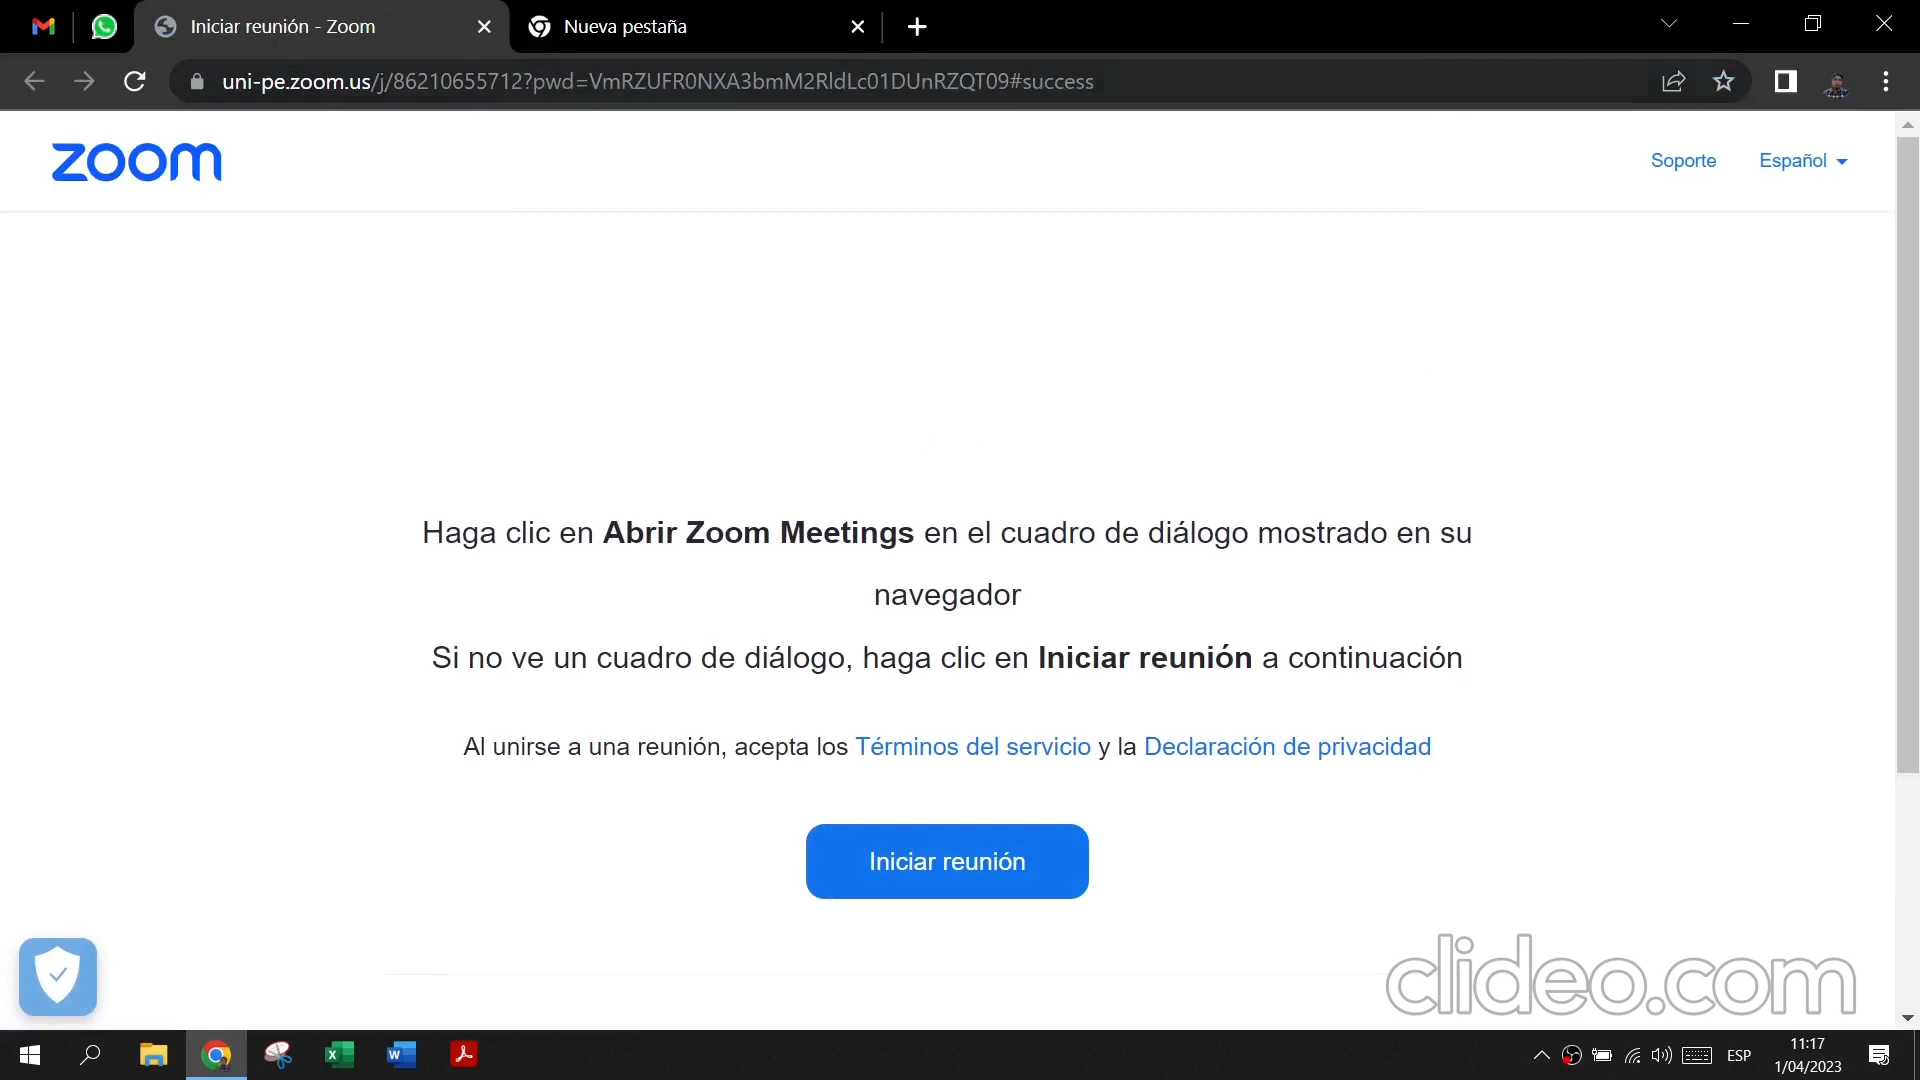 Iniciar reunión - Zoom
Nueva pestaña
uni-pe.zoom.us/j/86210655712?pwd=VmRZUFR0NXA3bmM2RldLc01DUnRZQT09#success
zoom
Soporte
Español
Haga clic en Abrir Zoom Meetings en el cuadro de diálogo mostrado en su
navegador
Si no ve un cuadro de diálogo, haga clic en Iniciar reunión a continuación
Al unirse a una reunión, acepta los Términos del servicio y la Declaración de privacidad
Iniciar reunión
clideo.com
ESP
11:17
1/04/2023